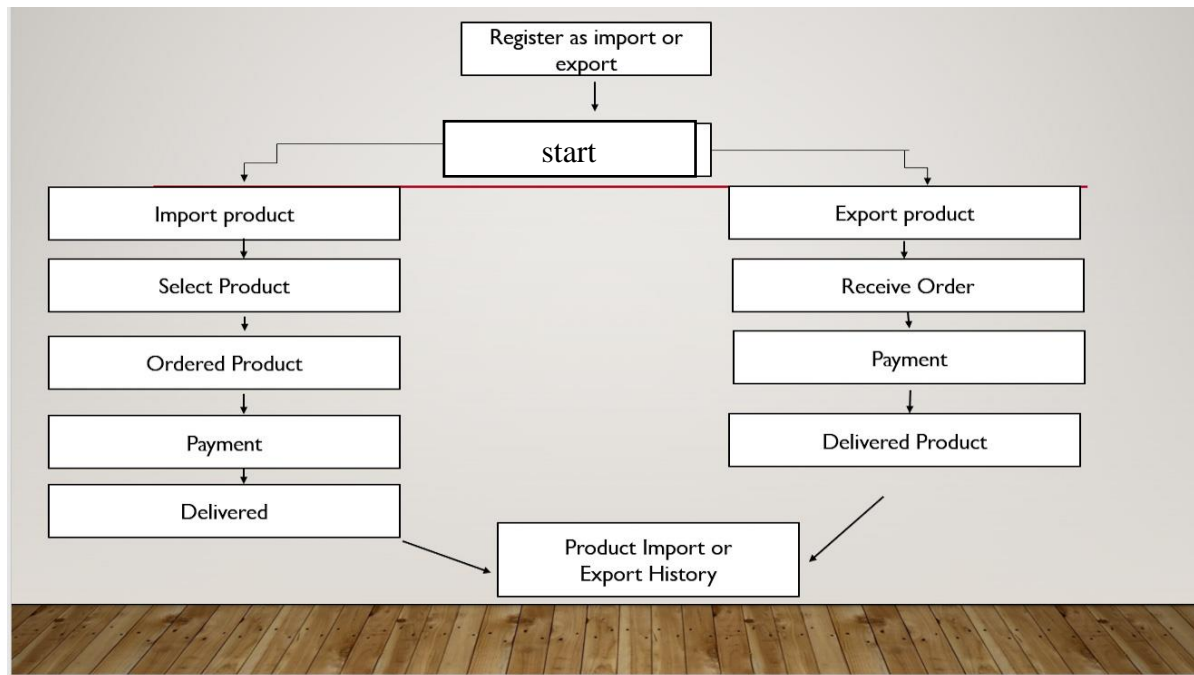 Register as import or
export
start
Import product
Export product
Select Product
Receive Order
Ordered Product
Payment
Payment
Delivered Product
Delivered
Product Import or
Export History